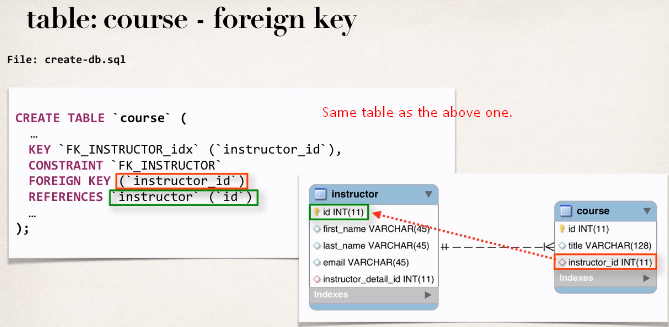 table: course - foreign key
File: create-db.sql
Same table as the above one.
CREATE TABLE `course` (
…
KEY `FK_INSTRUCTOR_idx` (`instructor_id`),
CONSTRAINT `FK_INSTRUCTOR`
FOREIGN KEY (`instructor_id`)
REFERENCES `instructor` (`id`)
…
);
instructor
id INT(11)
first_name VARCHAR(45)
last_name VARCHAR(45)
email VARCHAR(45)
instructor_detail_id INT(11)
Indexes
course
id INT(11)
title VARCHAR(128)
instructor_id INT(11)
Indexes